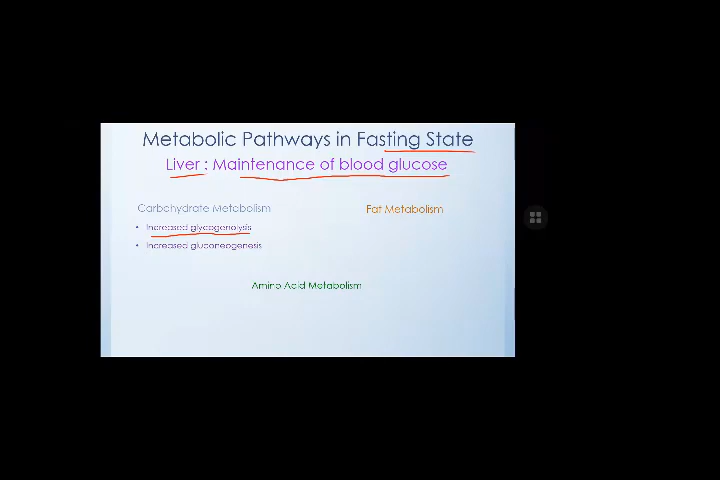 Metabolic Pathways in Fasting State
Liver : Maintenance of blood glucose
Carbohydrate Metabolism
• Increased glycogenolysis
• Increased gluconeogenesis
Fat Metabolism
Amino Acid Metabolism